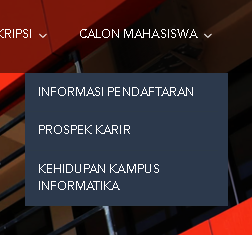 KRIPSI CALON MAHASISWA
INFORMASI PENDAFTARAN
PROSPEK KARIR
KEHIDUPAN KAMPUS
INFORMATIKA